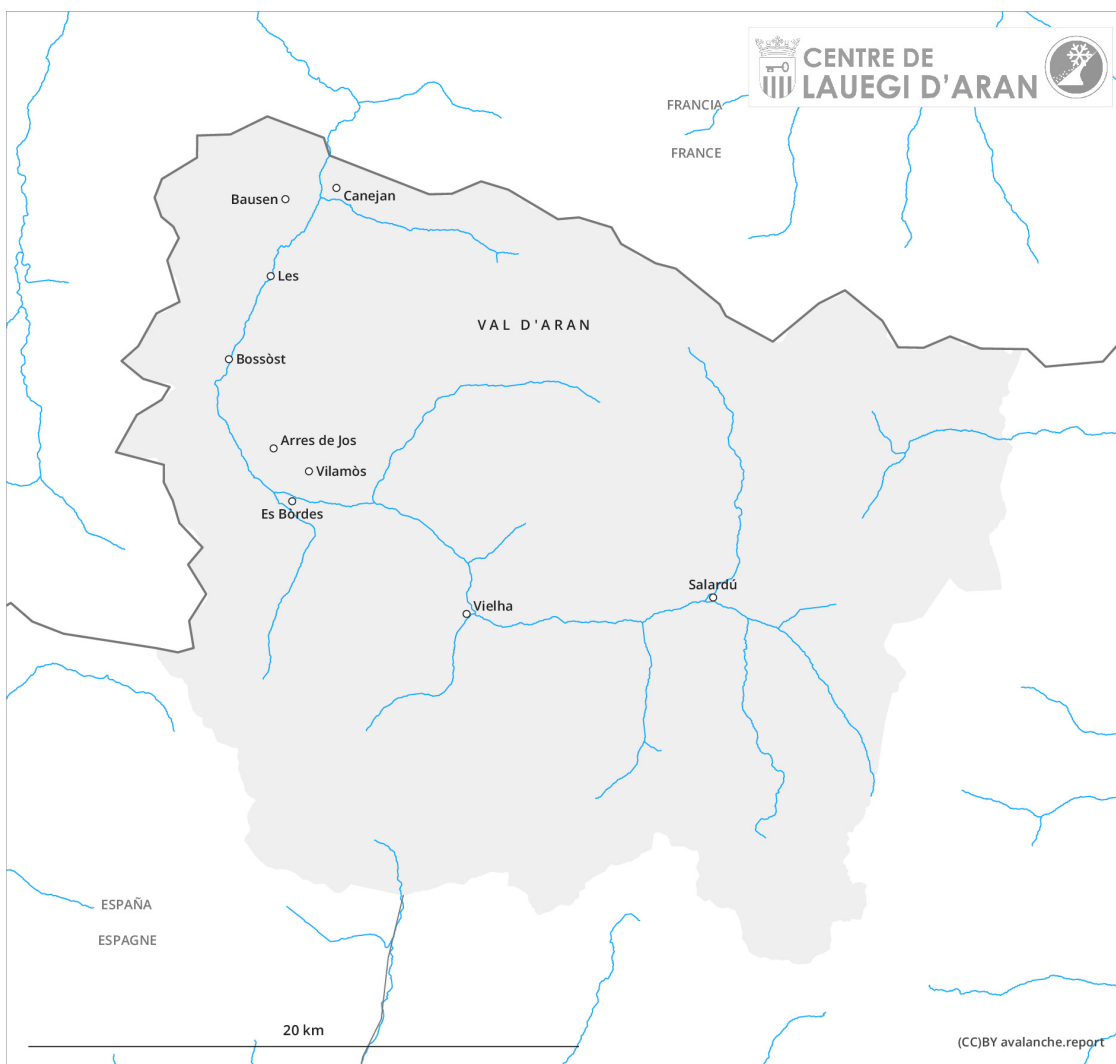 CENTRE DE
LAUEGI D'ARAN
FRANCIA
FRANCE
Bausen
Canejan
Les
VAL D'ARAN
Bossòst
Arres de Jos
Vilamòs
Es Bòrdes
Salardú
Vielha
ESPAÑA
ESPAGNE
20 km
(CC)BY avalanche.report